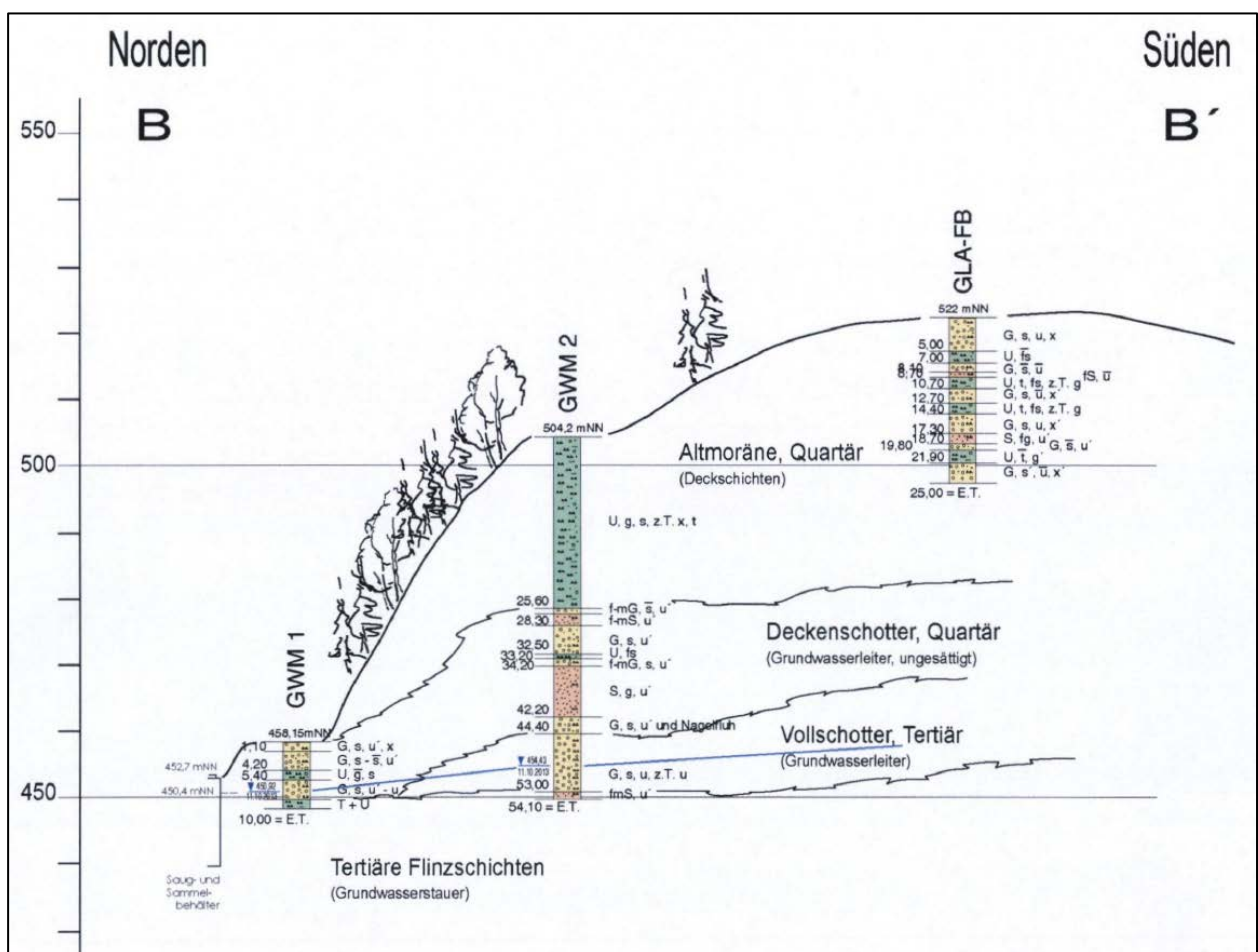 Norden
Süden
B
B´
550
500
450
GLA-FB
522 mNN
5,00
G, s, u, x
7,00
U, f̅s
G, s̅, u̅
fS, u̅
8,70
10,70
U, t, fs, z.T. g
12,70
G, s, u, x´
14,40
U, t, fs, z.T. g
17,30
G, s, u, x´
18,70
S, fg, u´
19,80
G, s̅, u´
21,90
U, t̅, g´
G, s´, u̅, x´
25,00 = E.T.
GWM 2
504,2 mNN
Altmoräne, Quartär
(Deckschichten)
U, g, s, z.T. x, t
25,60
f-mG, s̅, u´
28,30
f-mS, u´
G, s, u´
32,50
U, fs
33,20
f-mG, s, u´
34,20
S, g, u´
42,20
G, s, u´ und Nagelfluh
44,40
G, s, u, z.T. u
11.10.2013
53,00
fmS, u´
54,10 = E.T.
Deckenschotter, Quartär
(Grundwasserleiter, ungesättigt)
Vollschotter, Tertiär
(Grundwasserleiter)
GWM 1
458,15mNN
1,10
G, s, u´, x
4,20
G, s - s̅, u´
5,40
U, g̅, s
G, s, u´ - u
T + U
10,00 = E.T.
452,7 mNN
450,4 mNN
Saug- und
Sammel-
behälter
Tertiäre Flinzschichten
(Grundwasserstauer)